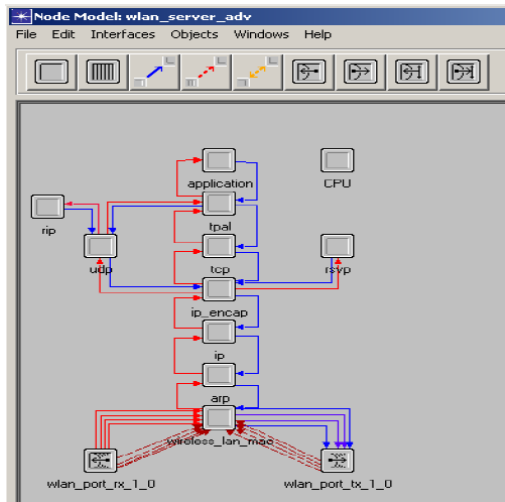 Node Model: wlan_server_adv
File Edit Interfaces Objects Windows Help
application
CPU
rip
tpal
udp
tcp
rsvp
ip_encap
ip
arp
wireless_lan_mac
wlan_port_rx_1_0
wlan_port_tx_1_0